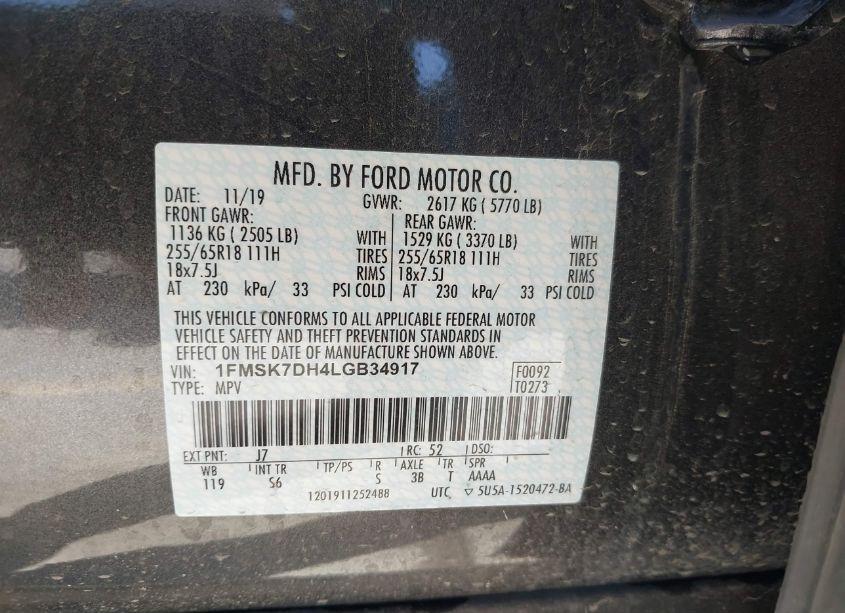 MFD. BY FORD MOTOR CO.
DATE: 11/19 GVWR: 2617 KG ( 5770 LB)
FRONT GAWR: REAR GAWR:
1136 KG ( 2505 LB) WITH 1529 KG ( 3370 LB) WITH
255/65R18 111H TIRES 255/65R18 111H TIRES
18x7.5J RIMS 18x7.5J RIMS
AT 230 kPa/ 33 PSI COLD AT 230 kPa/ 33 PSI COLD
THIS VEHICLE CONFORMS TO ALL APPLICABLE FEDERAL MOTOR
VEHICLE SAFETY AND THEFT PREVENTION STANDARDS IN
EFFECT ON THE DATE OF MANUFACTURE SHOWN ABOVE.
VIN: 1FMSK7DH4LGB34917 F0092
TYPE: MPV T0273
EXT PNT: J7 RC: 52 DSO:
WB INT TR TP/PS R AXLE TR SPR
119 S6 S 3B T AAAA
1201911252488 UTC ▽ 5U5A-1520472-BA